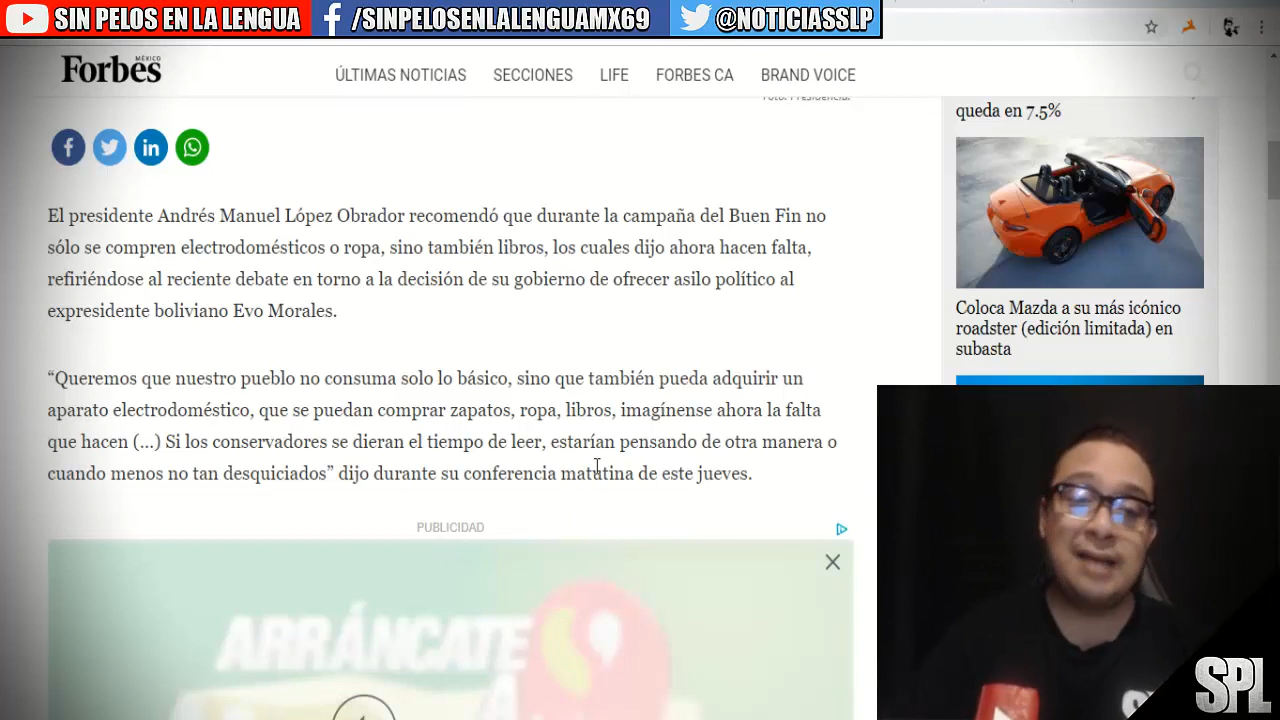 SIN PELOS EN LA LENGUA
/SINPELOSENLALENGUAMX69
@NOTICIASSLP
Forbes
MÉXICO
ÚLTIMAS NOTICIAS
SECCIONES
LIFE
FORBES CA
BRAND VOICE
Foto: Presidencia.
queda en 7.5%
El presidente Andrés Manuel López Obrador recomendó que durante la campaña del Buen Fin no
sólo se compren electrodomésticos o ropa, sino también libros, los cuales dijo ahora hacen falta,
refiriéndose al reciente debate en torno a la decisión de su gobierno de ofrecer asilo político al
expresidente boliviano Evo Morales.
Coloca Mazda a su más icónico
roadster (edición limitada) en
subasta
“Queremos que nuestro pueblo no consuma solo lo básico, sino que también pueda adquirir un
aparato electrodoméstico, que se puedan comprar zapatos, ropa, libros, imagínense ahora la falta
que hacen (...) Si los conservadores se dieran el tiempo de leer, estarían pensando de otra manera o
cuando menos no tan desquiciados” dijo durante su conferencia matutina de este jueves.
PUBLICIDAD
ARRÁNCATE
A
SPL